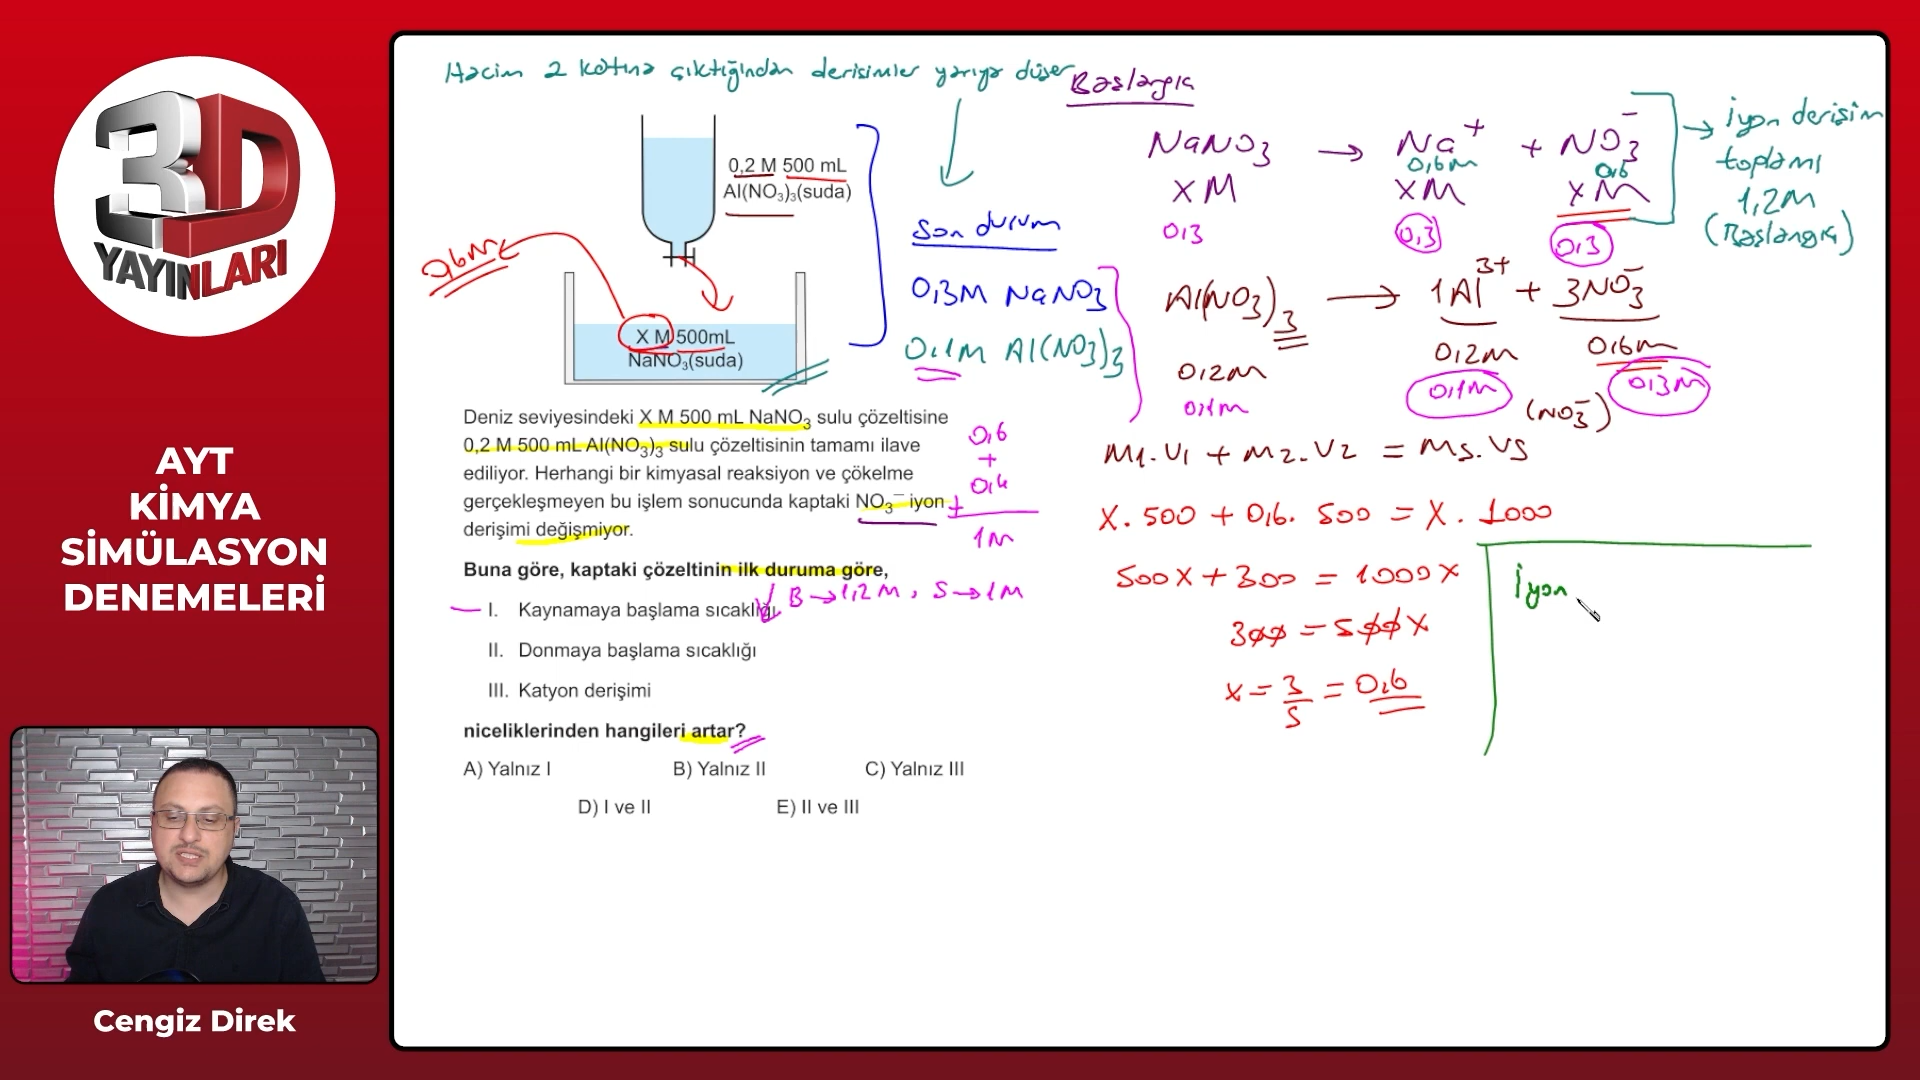 3D
YAYINLARI
AYT
KİMYA
SİMÜLASYON
DENEMELERİ
Cengiz Direk
Hacim 2 katına çıktığından derişimler yarıya düşer
0,2 M 500 mL
Al(NO₃)₃(suda)
X M 500mL
NaNO₃(suda)
0,6M
Son durum
0,3M NaNO₃
0,1M Al(NO₃)₃
Deniz seviyesindeki X M 500 mL NaNO₃ sulu çözeltisine
0,2 M 500 mL Al(NO₃)₃ sulu çözeltisinin tamamı ilave
ediliyor. Herhangi bir kimyasal reaksiyon ve çökelme
gerçekleşmeyen bu işlem sonucunda kaptaki NO₃⁻ iyon
derişimi değişmiyor.
0,6
+
0,4
+
1M
Buna göre, kaptaki çözeltinin ilk duruma göre,
I. Kaynamaya başlama sıcaklığı
B → 1,2M, S → 1M
II. Donmaya başlama sıcaklığı
III. Katyon derişimi
niceliklerinden hangileri artar?
A) Yalnız I B) Yalnız II C) Yalnız III
D) I ve II E) II ve III
Başlangıç
NaNO₃ → Na⁺ + NO₃⁻
0,6M 0,6
XM XM XM
0,3 0,3 0,3
→ İyon derişim
toplamı
1,2M
(Başlangıç)
Al(NO₃)₃ → 1Al³⁺ + 3NO₃⁻
0,2M 0,2M 0,6M
0,1M 0,1M 0,3M
(NO₃⁻)
M1.V1 + M2.V2 = MS.VS
X.500 + 0,6.500 = X.1000
500X + 300 = 1000X
300 = 500X
X = 3/5 = 0,6
İyon